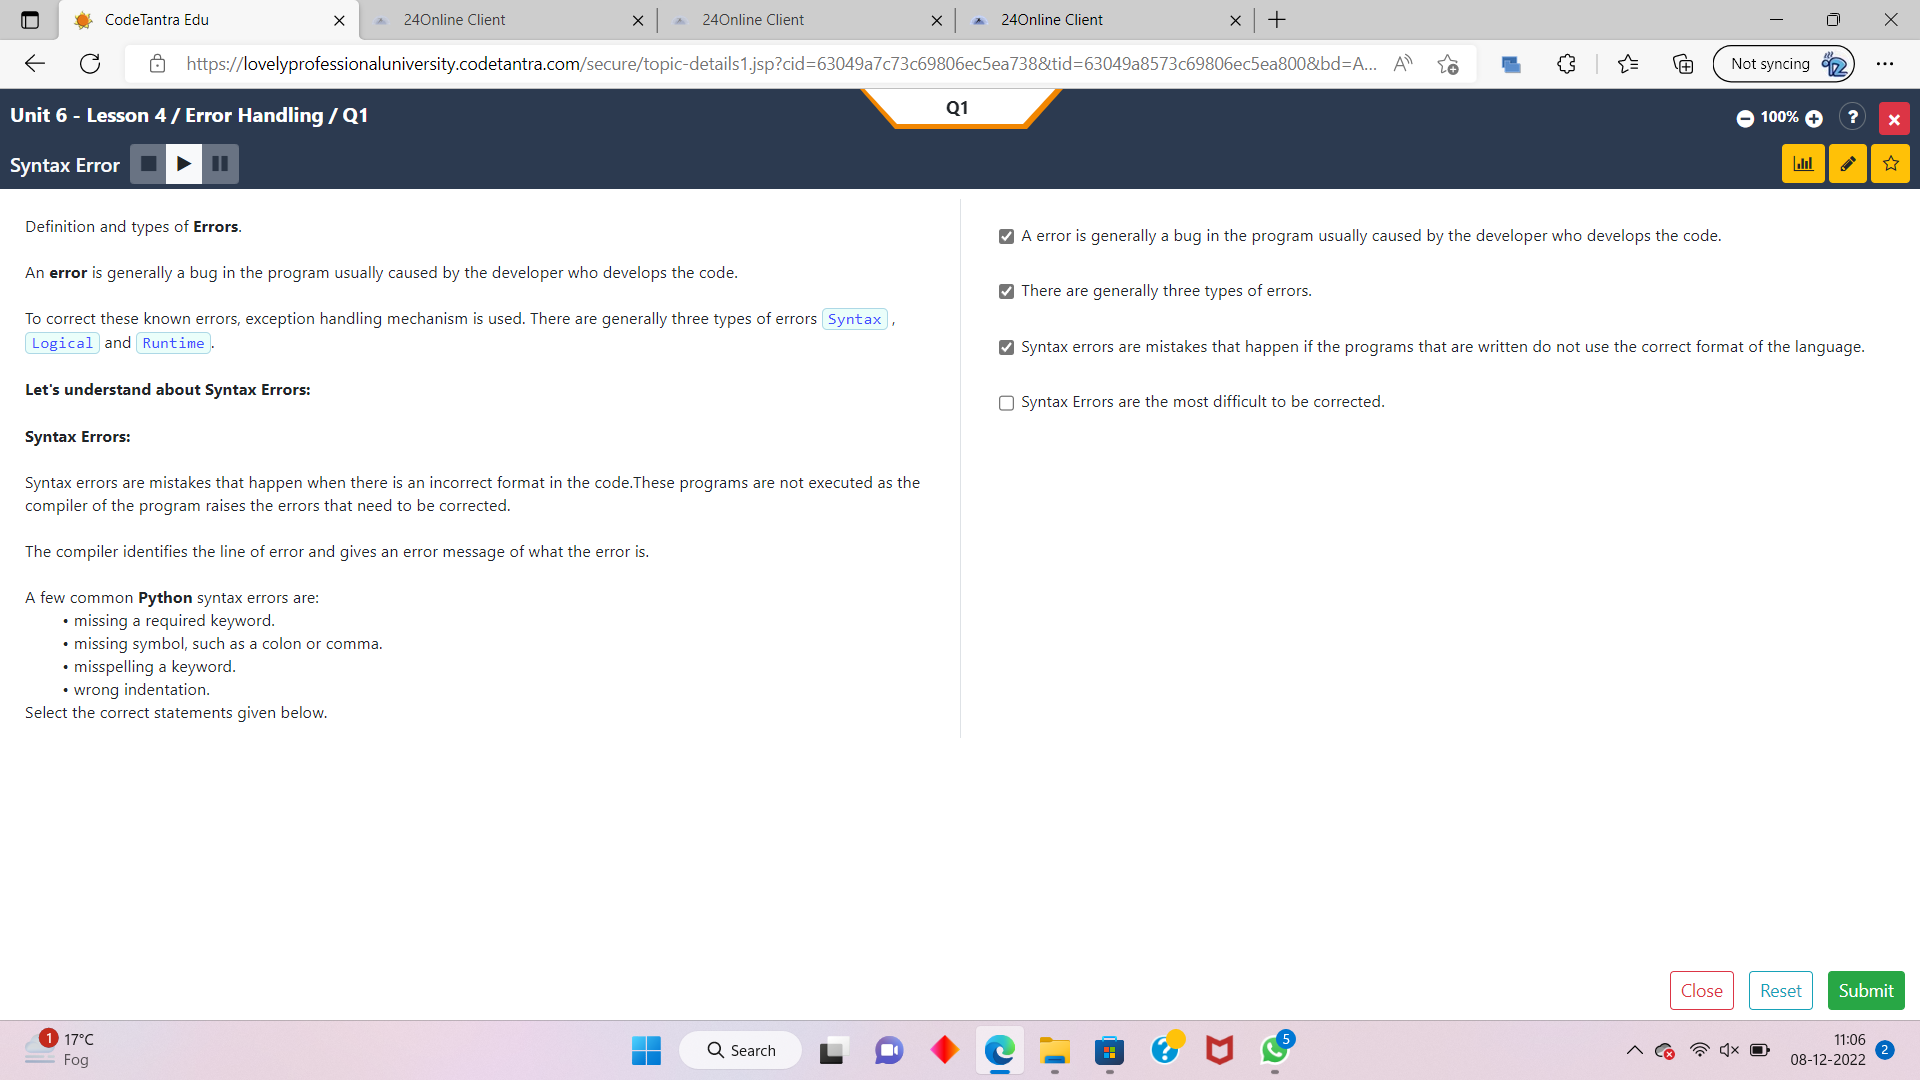 CodeTantra Edu
24Online Client
24Online Client
24Online Client
https://lovelyprofessionaluniversity.codetantra.com/secure/topic-details1.jsp?cid=63049a7c73c69806ec5ea738&tid=63049a8573c69806ec5ea800&bd=A...
Not syncing
Unit 6 - Lesson 4 / Error Handling / Q1
Q1
100%
?
Syntax Error
Definition and types of Errors.
An error is generally a bug in the program usually caused by the developer who develops the code.
To correct these known errors, exception handling mechanism is used. There are generally three types of errors Syntax ,
Logical and Runtime.
Let's understand about Syntax Errors:
Syntax Errors:
Syntax errors are mistakes that happen when there is an incorrect format in the code.These programs are not executed as the
compiler of the program raises the errors that need to be corrected.
The compiler identifies the line of error and gives an error message of what the error is.
A few common Python syntax errors are:
• missing a required keyword.
• missing symbol, such as a colon or comma.
• misspelling a keyword.
• wrong indentation.
Select the correct statements given below.
A error is generally a bug in the program usually caused by the developer who develops the code.
There are generally three types of errors.
Syntax errors are mistakes that happen if the programs that are written do not use the correct format of the language.
Syntax Errors are the most difficult to be corrected.
Close
Reset
Submit
1
17°C
Fog
Search
5
11:06
08-12-2022
2